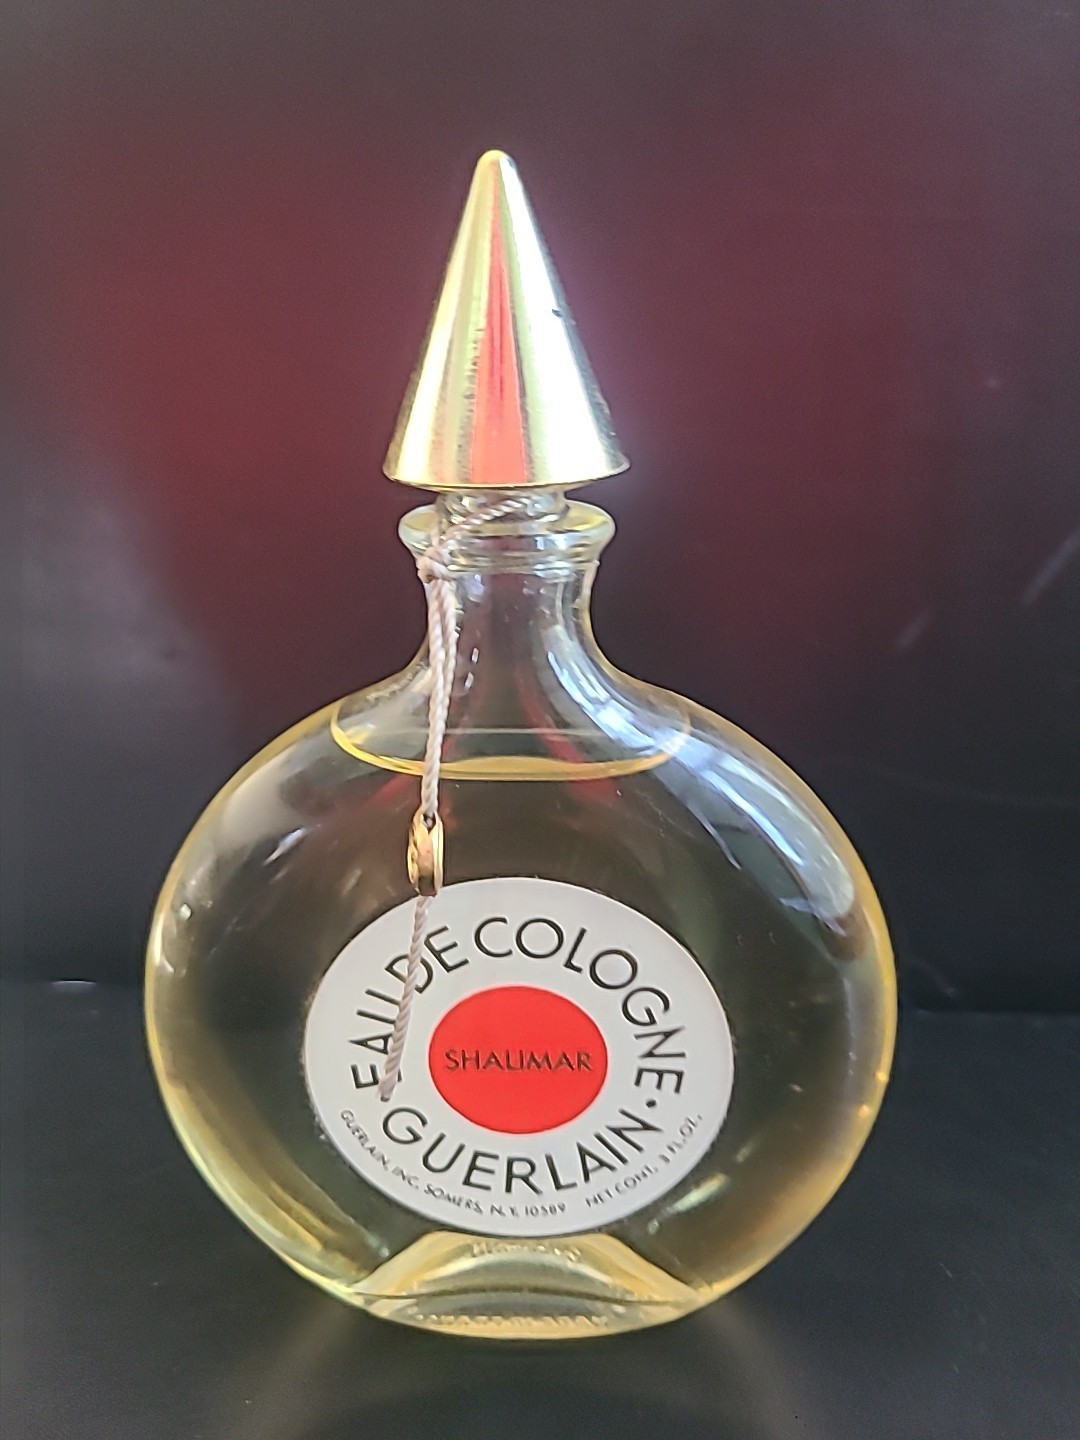 EAU DE COLOGNE
SHALIMAR
GUERLAIN
GUERLAIN, INC. SOMERS, N.Y. 10589 NET CONT. 3 FL.OZ.